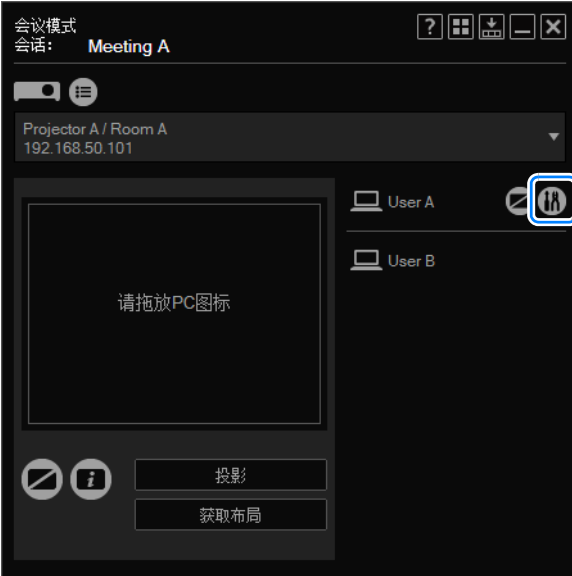 会议模式
会话： Meeting A
Projector A / Room A
192.168.50.101
User A
User B
请拖放PC图标
投影
获取布局